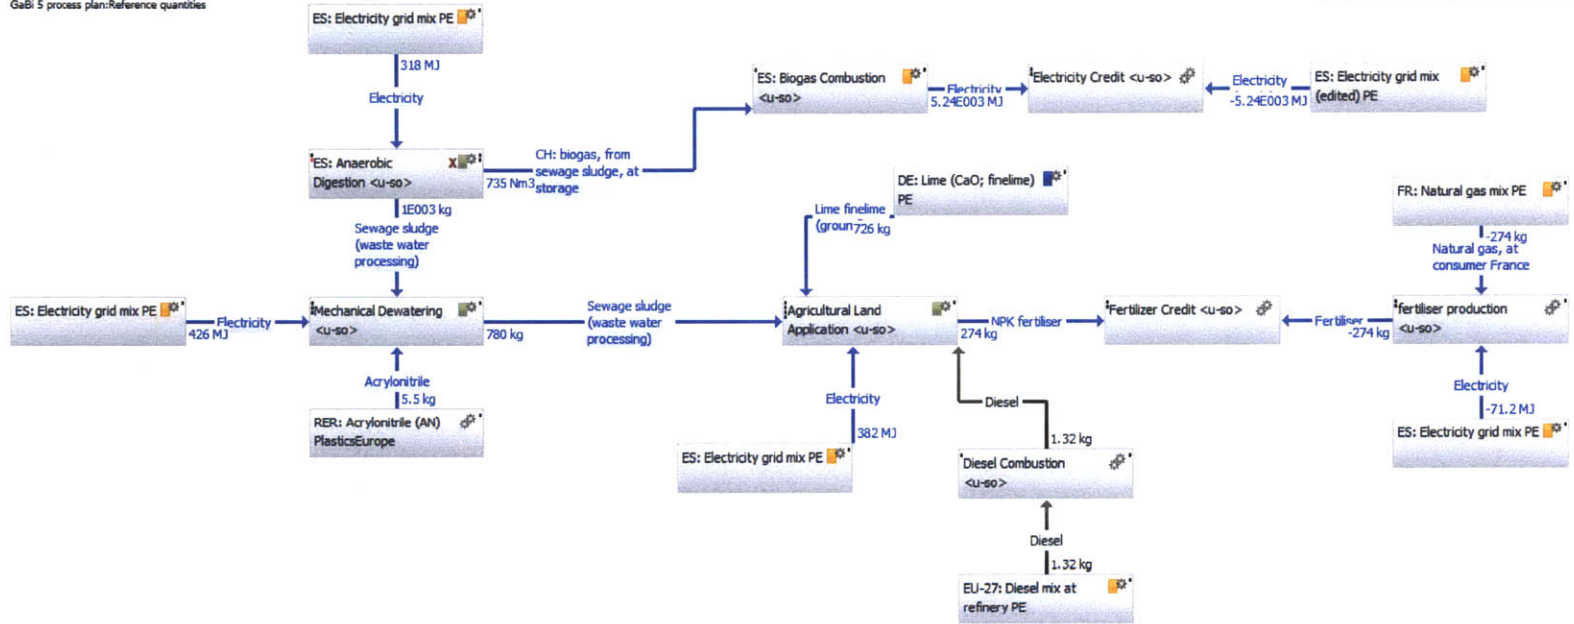 GaBi 5 process plan:Reference quantities
ES: Electricity grid mix PE
318 MJ
Electricity
ES: Biogas Combustion
<u-so>
Electricity
5.24E003 MJ
Electricity Credit <u-so>
Electricity
-5.24E003 MJ
ES: Electricity grid mix
(edited) PE
ES: Anaerobic
Digestion <u-so>
X
735 Nm3
CH: biogas, from
sewage sludge, at
storage
1E003 kg
Sewage sludge
(waste water
processing)
DE: Lime (CaO; finelime)
PE
Lime finelime
(groun
726 kg
FR: Natural gas mix PE
-274 kg
Natural gas, at
consumer France
ES: Electricity grid mix PE
Electricity
426 MJ
Mechanical Dewatering
<u-so>
780 kg
Sewage sludge
(waste water
processing)
Agricultural Land
Application <u-so>
NPK fertiliser
274 kg
Fertilizer Credit <u-so>
Fertiliser
-274 kg
fertiliser production
<u-so>
Acrylonitrile
5.5 kg
RER: Acrylonitrile (AN)
PlasticsEurope
Electricity
382 MJ
ES: Electricity grid mix PE
Diesel
1.32 kg
Diesel Combustion
<u-so>
Diesel
1.32 kg
EU-27: Diesel mix at
refinery PE
Electricity
-71.2 MJ
ES: Electricity grid mix PE